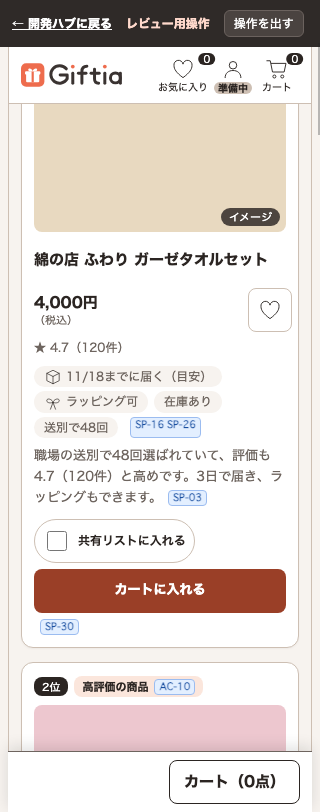 ← 開発ハブに戻る レビュー用操作 操作を出す
Giftia
0 0
お気に入り 準備中 カート
イメージ
綿の店 ふわり ガーゼタオルセット
4,000円
（税込）
★ 4.7（120件）
11/18までに届く（目安）
ラッピング可 在庫あり
送別で48回 SP-16 SP-26
職場の送別で48回選ばれていて、評価も
4.7（120件）と高めです。3日で届き、ラ
ッピングもできます。 SP-03
共有リストに入れる
カートに入れる
SP-30
2位 高評価の商品 AC-10
カート（0点）